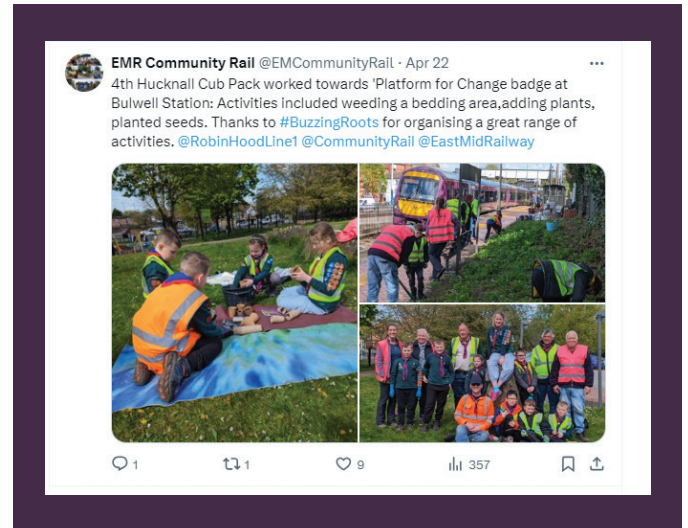 EMR Community Rail @EMCommunityRail · Apr 22
4th Hucknall Cub Pack worked towards 'Platform for Change badge at
Bulwell Station: Activities included weeding a bedding area,adding plants,
planted seeds. Thanks to #BuzzingRoots for organising a great range of
activities. @RobinHoodLine1 @CommunityRail @EastMidRailway
1 1 9 357